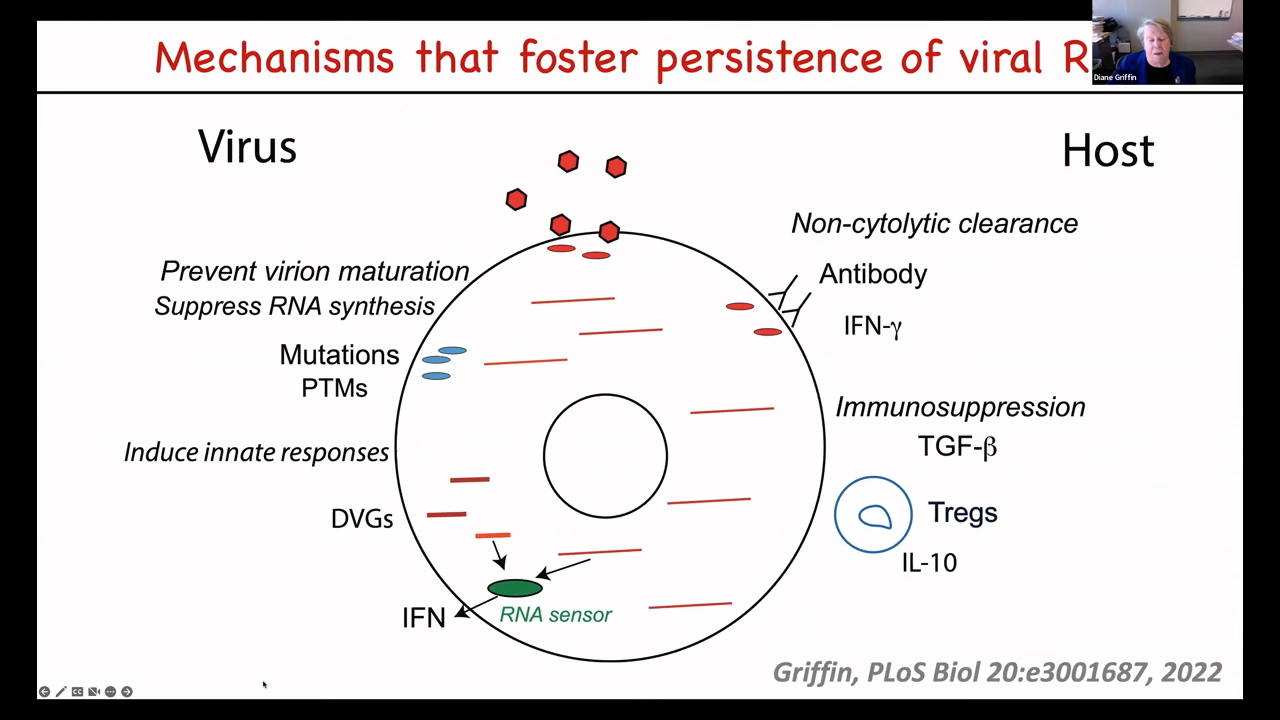 Mechanisms that foster persistence of viral R
Diane Griffin
Virus
Host
Non-cytolytic clearance
Prevent virion maturation
Suppress RNA synthesis
Antibody
IFN-γ
Mutations
PTMs
Immunosuppression
TGF-β
Induce innate responses
DVGs
Tregs
IL-10
IFN
RNA sensor
Griffin, PLoS Biol 20:e3001687, 2022